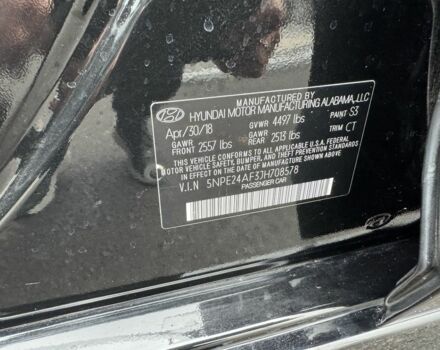 HYUNDAI MOTOR MANUFACTURING ALABAMA, LLC
Apr/30/18 GVWR 4497 lbs PAINT S3
GAWR FRONT 2557 lbs GAWR REAR 2513 lbs TRIM CT
THIS VEHICLE CONFORMS TO ALL APPLICABLE U.S.A FEDERAL
MOTOR VEHICLE SAFETY, BUMPER, AND THEFT PREVENTION
STANDARDS IN EFFECT ON THE DATE OF MANUFACTURE SHOWN ABOVE.
V.I.N 5NPE24AF3JH708578
PASSENGER CAR